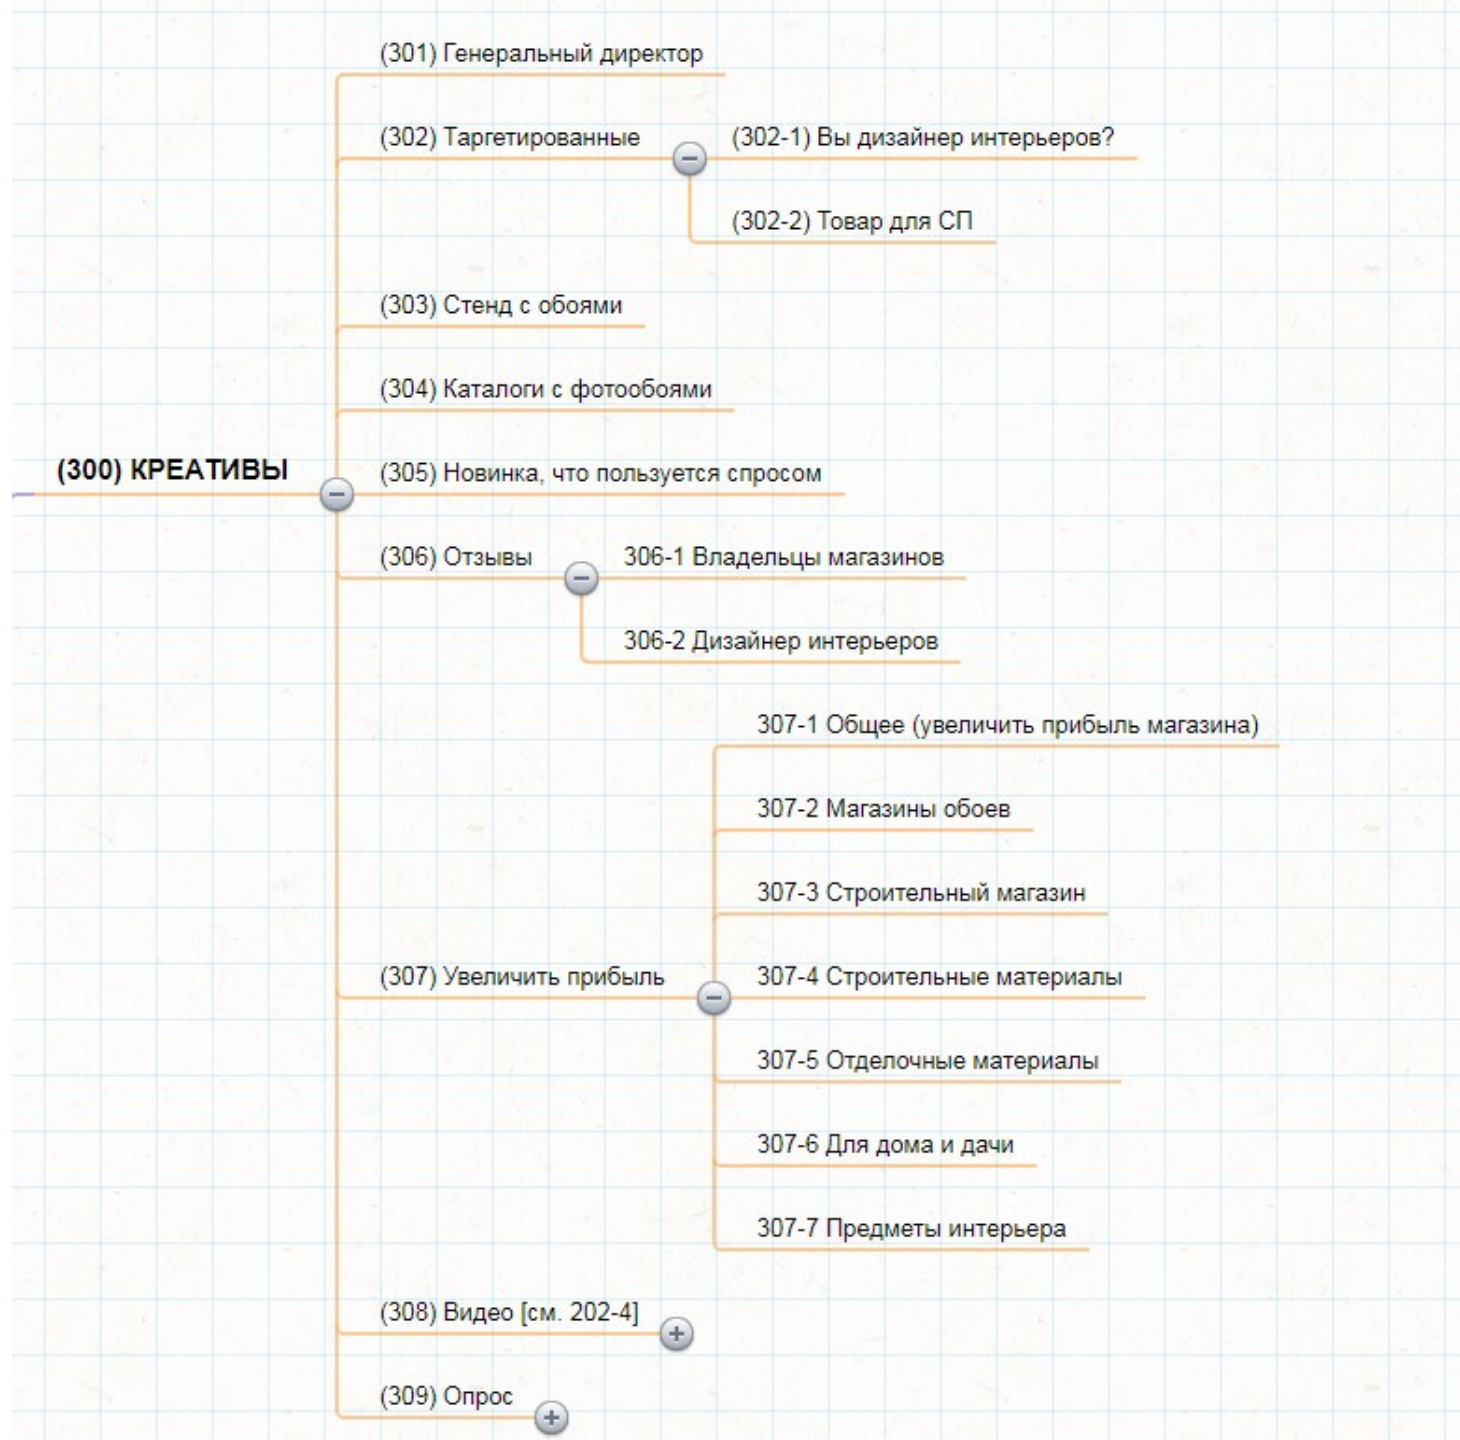 (301) Генеральный директор
(302) Таргетированные
(302-1) Вы дизайнер интерьеров?
(302-2) Товар для СП
(303) Стенд с обоями
(304) Каталоги с фотообоями
(300) КРЕАТИВЫ
(305) Новинка, что пользуется спросом
(306) Отзывы
306-1 Владельцы магазинов
306-2 Дизайнер интерьеров
307-1 Общее (увеличить прибыль магазина)
307-2 Магазины обоев
307-3 Строительный магазин
(307) Увеличить прибыль
307-4 Строительные материалы
307-5 Отделочные материалы
307-6 Для дома и дачи
307-7 Предметы интерьера
(308) Видео [см. 202-4]
(309) Опрос